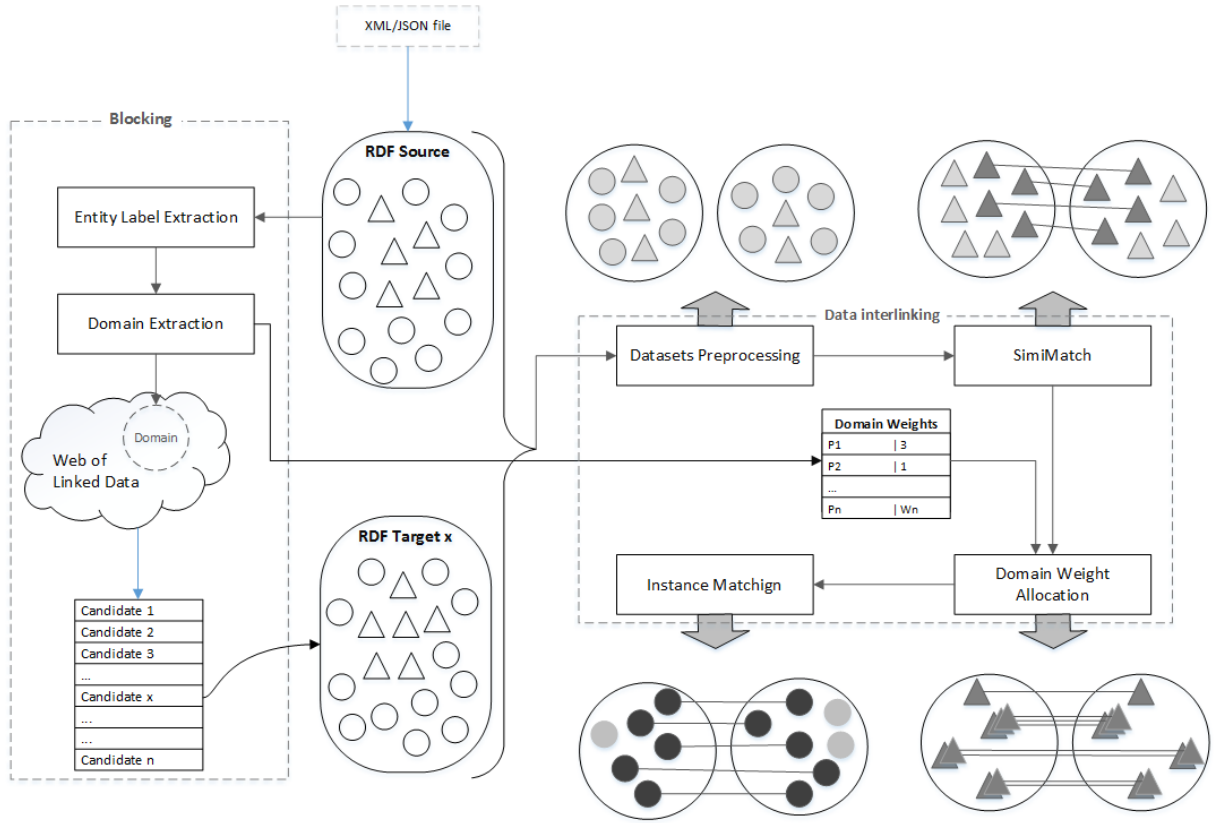 XML/JSON file
Blocking
RDF Source
Entity Label Extraction
Domain Extraction
Domain
Web of
Linked Data
Candidate 1
Candidate 2
Candidate 3
...
Candidate x
...
...
Candidate n
RDF Target x
Data interlinking
Datasets Preprocessing
SimiMatch
Domain Weights
P1 | 3
P2 | 1
...
Pn | Wn
Instance Matchign
Domain Weight
Allocation